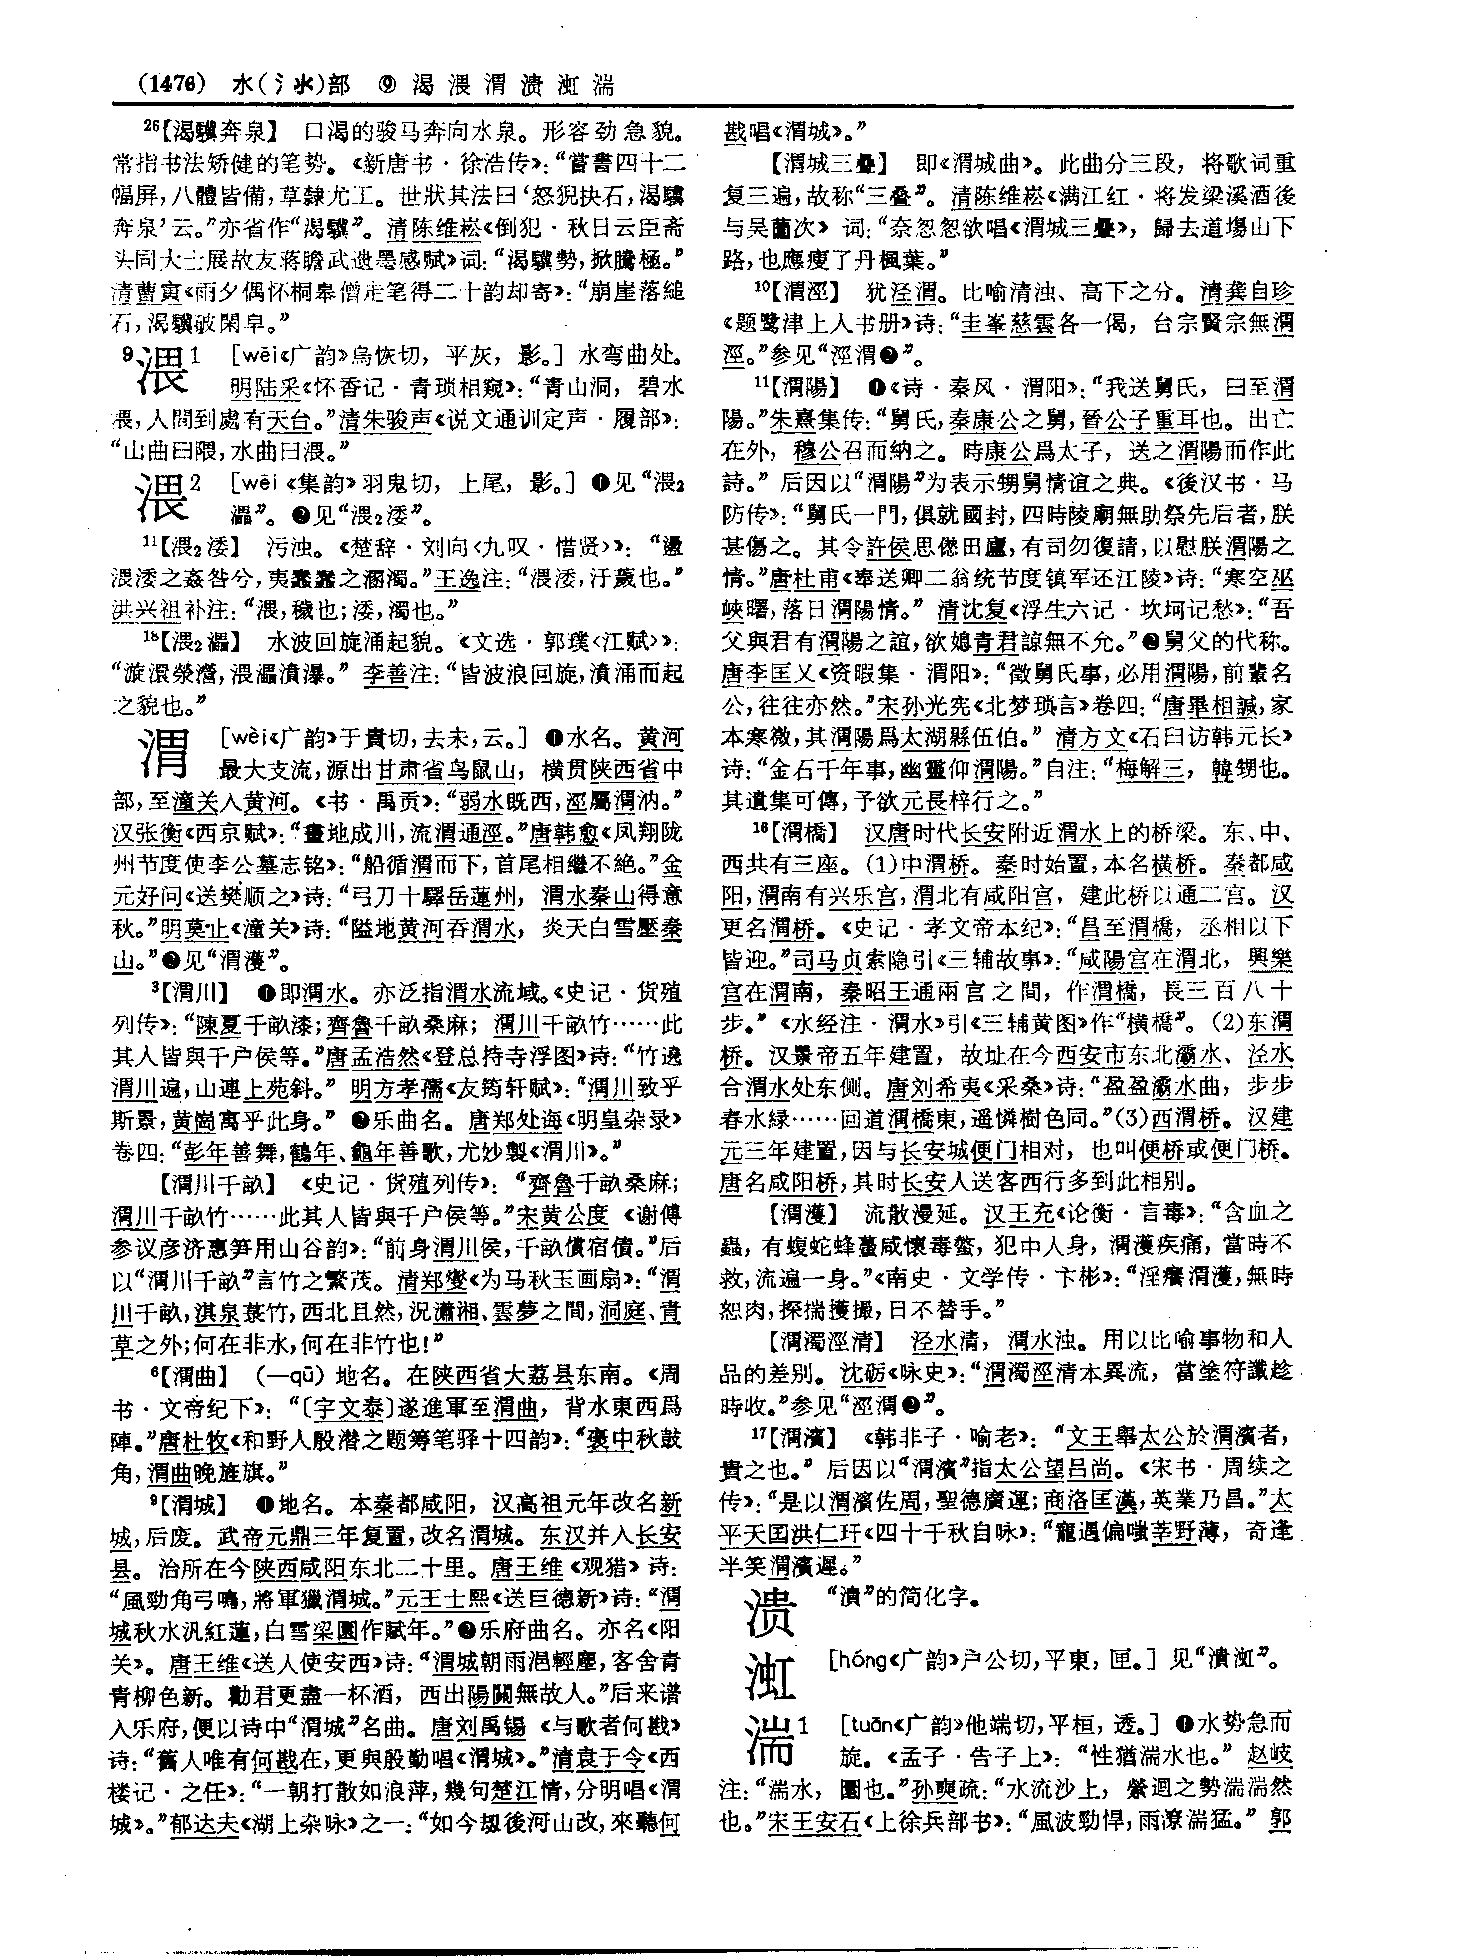 (1476) 水(氵氺)部 ⑨ 渴渨渭溃渱湍
²⁶【渴驥奔泉】 口渴的骏马奔向水泉。形容劲急貌。
常指书法矫健的笔势。《新唐书·徐浩传》：“嘗書四十二
幅屏，八體皆備，草隸尤工。世狀其法曰‘怒猊抉石，渴驥
奔泉’云。”亦省作“渴驥”。清陈维崧《倒犯·秋日云臣斋
头同大士展故友蒋瞻武遗墨感赋》词：“渴驥勢，掀騰極。”
清曹寅《雨夕偶怀桐皋僧走笔得二十韵却寄》：“崩崖落縋
石，渴驥破閑皁。”
⁹渨1 [wēi《广韵》乌恢切，平灰，影。] 水弯曲处。
明陆采《怀香记·青琐相窥》：“青山洞，碧水
渨，人間到處有天台。”清朱骏声《说文通训定声·履部》：
“山曲曰隈，水曲曰渨。”
渨2 [wěi《集韵》羽鬼切，上尾，影。] ❶见“渨₂
㵽”。❷见“渨₂涹”。
¹¹【渨₂涹】 污浊。《楚辞·刘向〈九叹·惜贤〉》：“盪
渨涹之姦咎兮，夷蠢蠢之溷濁。”王逸注：“渨涹，汙薉也。”
洪兴祖补注：“渨，穢也；涹，濁也。”
¹⁸【渨₂㵽】 水波回旋涌起貌。《文选·郭璞〈江赋〉》：
“漩澴滎瀯，渨㵽濆瀑。”李善注：“皆波浪回旋，濆涌而起
之貌也。”
渭 [wèi《广韵》于貴切，去未，云。] ❶水名。黄河
最大支流，源出甘肃省鸟鼠山，横贯陕西省中
部，至潼关入黄河。《书·禹贡》：“弱水既西，涇屬渭汭。”
汉张衡《西京赋》：“畫地成川，流渭通涇。”唐韩愈《凤翔陇
州节度使李公墓志铭》：“船循渭而下，首尾相繼不絶。”金
元好问《送樊顺之》诗：“弓刀十驛岳蓮州，渭水秦山得意
秋。”明莫止《潼关》诗：“隘地黄河吞渭水，炎天白雪壓秦
山。”❷见“渭濩”。
³【渭川】 ❶即渭水。亦泛指渭水流域。《史记·货殖
列传》：“陳夏千畝漆；齊魯千畝桑麻；渭川千畝竹……此
其人皆與千户侯等。”唐孟浩然《登总持寺浮图》诗：“竹遶
渭川遍，山連上苑斜。”明方孝孺《友筠轩赋》：“渭川致乎
斯景，黄崗寓乎此身。”❷乐曲名。唐郑处诲《明皇杂录》
卷四：“彭年善舞，鶴年、龜年善歌，尤妙製《渭川》。”
【渭川千畝】 《史记·货殖列传》：“齊魯千畝桑麻；
渭川千畝竹……此其人皆與千户侯等。”宋黄公度《谢傅
参议彦济惠笋用山谷韵》：“前身渭川侯，千畝償宿債。”后
以“渭川千畝”言竹之繁茂。清郑燮《为马秋玉画扇》：“渭
川千畝，淇泉菉竹，西北且然，況瀟湘、雲夢之間，洞庭、青
草之外；何在非水，何在非竹也！”
⁶【渭曲】 （—qū）地名。在陕西省大荔县东南。《周
书·文帝纪下》：“〔宇文泰〕遂進軍至渭曲，背水東西爲
陣。”唐杜牧《和野人殷潜之题筹笔驿十四韵》：“褒中秋鼓
角，渭曲晚旌旗。”
⁹【渭城】 ❶地名。本秦都咸阳，汉高祖元年改名新
城，后废。武帝元鼎三年复置，改名渭城。东汉并入长安
县。治所在今陕西咸阳东北二十里。唐王维《观猎》诗：
“風勁角弓鳴，將軍獵渭城。”元王士熙《送巨德新》诗：“渭
城秋水汎紅蓮，白雪梁園作賦年。”❷乐府曲名。亦名《阳
关》。唐王维《送人使安西》诗：“渭城朝雨浥輕塵，客舍青
青柳色新。勸君更盡一杯酒，西出陽關無故人。”后来谱
入乐府，便以诗中“渭城”名曲。唐刘禹锡《与歌者何戡》
诗：“舊人唯有何戡在，更與殷勤唱《渭城》。”清袁于令《西
楼记·之任》：“一朝打散如浪萍，幾句楚江情，分明唱《渭
城》。”郁达夫《湖上杂咏》之一：“如今刼後河山改，來聽何
戡唱《渭城》。”
【渭城三疊】 即《渭城曲》。此曲分三段，将歌词重
复三遍，故称“三叠”。清陈维崧《满江红·将发梁溪酒後
与吴薗次》词：“奈怱怱欲唱《渭城三疊》，歸去道場山下
路，也應瘦了丹楓葉。”
¹⁰【渭涇】 犹泾渭。比喻清浊、高下之分。清龚自珍
《题鹭津上人书册》诗：“圭峯慈雲各一偈，台宗賢宗無渭
涇。”参见“涇渭❷”。
¹¹【渭陽】 ❶《诗·秦风·渭阳》：“我送舅氏，曰至渭
陽。”朱熹集传：“舅氏，秦康公之舅，晉公子重耳也。出亡
在外，穆公召而納之。時康公爲太子，送之渭陽而作此
詩。”后因以“渭陽”为表示甥舅情谊之典。《後汉书·马
防传》：“舅氏一門，俱就國封，四時陵廟無助祭先后者，朕
甚傷之。其令許侯思愆田廬，有司勿復請，以慰朕渭陽之
情。”唐杜甫《奉送卿二翁统节度镇军还江陵》诗：“寒空巫
峽曙，落日渭陽情。”清沈复《浮生六记·坎坷记愁》：“吾
父與君有渭陽之誼，欲媳青君諒無不允。”❷舅父的代称。
唐李匡乂《资暇集·渭阳》：“徵舅氏事，必用渭陽，前輩名
公，往往亦然。”宋孙光宪《北梦琐言》卷四：“唐畢相諴，家
本寒微，其渭陽爲太湖縣伍伯。”清方文《石臼访韩元长》
诗：“金石千年事，幽靈仰渭陽。”自注：“梅解三，韓甥也。
其遺集可傳，予欲元長梓行之。”
¹⁶【渭橋】 汉唐时代长安附近渭水上的桥梁。东、中、
西共有三座。(1)中渭桥。秦时始置，本名横桥。秦都咸
阳，渭南有兴乐宫，渭北有咸阳宫，建此桥以通二宫。汉
更名渭桥。《史记·孝文帝本纪》：“昌至渭橋，丞相以下
皆迎。”司马贞索隐引《三辅故事》：“咸陽宫在渭北，興樂
宫在渭南，秦昭王通兩宫之間，作渭橋，長三百八十
步。”《水经注·渭水》引《三辅黄图》作“横橋”。(2)东渭
桥。汉景帝五年建置，故址在今西安市东北灞水、泾水
合渭水处东侧。唐刘希夷《采桑》诗：“盈盈灞水曲，步步
春水緑……回道渭橋東，遥憐樹色同。”(3)西渭桥。汉建
元三年建置，因与长安城便门相对，也叫便桥或便门桥。
唐名咸阳桥，其时长安人送客西行多到此相别。
【渭濩】 流散漫延。汉王充《论衡·言毒》：“含血之
蟲，有蝮蛇蜂蠆咸懷毒螫，犯中人身，渭濩疾痛，當時不
救，流遍一身。”《南史·文学传·卞彬》：“淫癢渭濩，無時
恕肉，探揣擭撮，日不替手。”
【渭濁涇清】 泾水清，渭水浊。用以比喻事物和人
品的差别。沈砺《咏史》：“渭濁涇清本異流，當塗符讖趁
時收。”参见“涇渭❷”。
¹⁷【渭濱】 《韩非子·喻老》：“文王舉太公於渭濱者，
貴之也。”后因以“渭濱”指太公望吕尚。《宋书·周续之
传》：“是以渭濱佐周，聖德廣運；商洛匡漢，英業乃昌。”太
平天囯洪仁玕《四十千秋自咏》：“寵遇偏嗤莘野薄，奇逢
半笑渭濱遲。”
溃 “潰”的简化字。
渱 [hóng《广韵》户公切，平東，匣。] 见“潰渱”。
湍1 [tuān《广韵》他端切，平桓，透。] ❶水势急而
旋。《孟子·告子上》：“性猶湍水也。”赵岐
注：“湍水，圜也。”孙奭疏：“水流沙上，縈迴之勢湍湍然
也。”宋王安石《上徐兵部书》：“風波勁悍，雨潦湍猛。”郭